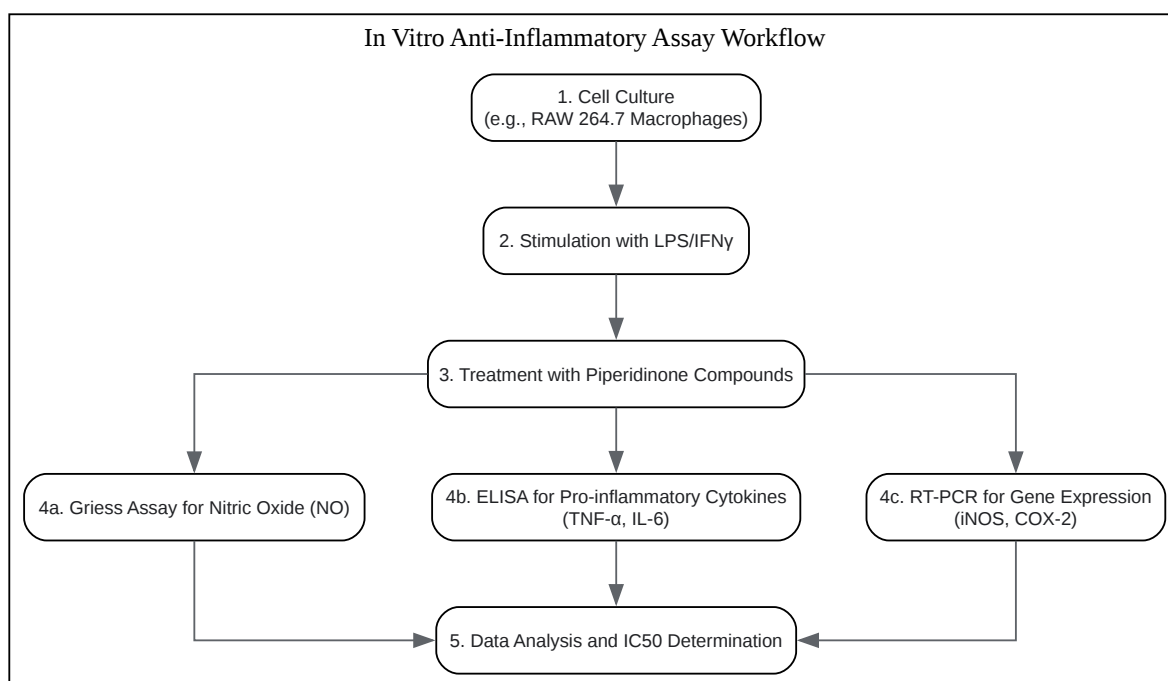 In Vitro Anti-Inflammatory Assay Workflow
1. Cell Culture
(e.g., RAW 264.7 Macrophages)
2. Stimulation with LPS/IFNγ
3. Treatment with Piperidinone Compounds
4a. Griess Assay for Nitric Oxide (NO)
4b. ELISA for Pro-inflammatory Cytokines
(TNF-α, IL-6)
4c. RT-PCR for Gene Expression
(iNOS, COX-2)
5. Data Analysis and IC50 Determination